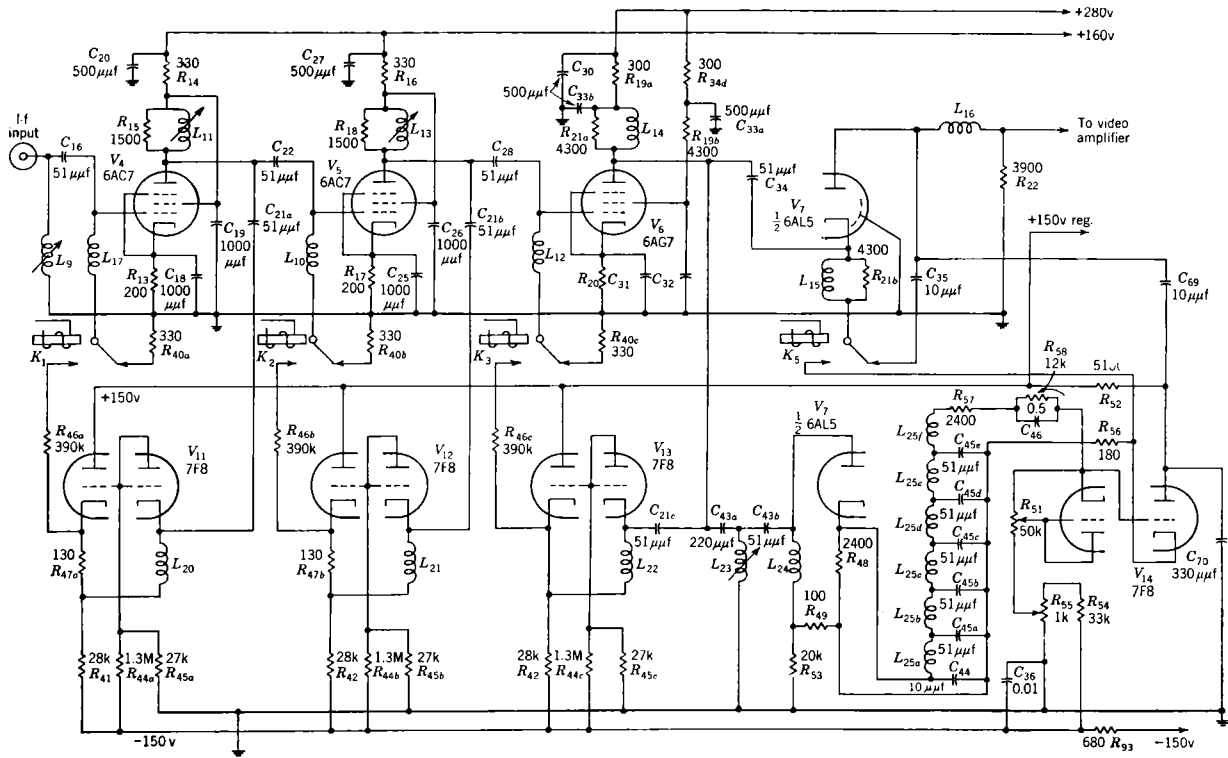 +280v
+160v
C20
500μμf
330
R14
C27
500μμf
330
R16
C30
500μμf
C33b
300
R19a
300
R34d
500μμf
C33a
I-f
input
C16
51μμf
R15
1500
L11
V4
6AC7
C22
51μμf
R18
1500
L13
V5
6AC7
C28
51μμf
R21a
4300
L14
R19b
4300
51μμf
C34
L16
To video
amplifier
3900
R22
V7
½ 6AL5
V6
6AG7
+150v reg.
C21a
51μμf
C19
1000
μμf
C21b
51μμf
C26
1000
μμf
4300
L15
R21b
C35
10μμf
C69
10μμf
L9
L17
R13
200
C18
1000
μμf
L10
R17
200
C25
1000
μμf
L12
R20
C31
C32
K1
330
R40a
K2
330
R40b
K3
R40c
330
K5
R58
12k
R52
+150v
R46a
390k
V11
7F8
R46b
390k
V12
7F8
R46c
390k
V13
7F8
½ V7
6AL5
R57
2400
0.5
C46
R56
180
L25f
C45e
51μμf
L25e
C45d
51μμf
L25d
C45c
51μμf
L25c
C45b
51μμf
L25b
C45a
51μμf
L25a
C44
10μμf
R51
50k
C70
330μμf
V14
7F8
130
R47a
L20
130
R47b
L21
C21c
51μμf
L22
C43a
220μμf
C43b
51μμf
L23
L24
2400
R48
100
R49
20k
R53
R55
1k
R54
33k
C36
0.01
28k
R41
1.3M
R44a
27k
R45a
28k
R42
1.3M
R44b
27k
R45b
28k
R42
1.3M
R44c
27k
R45c
-150v
680 R93
-150v